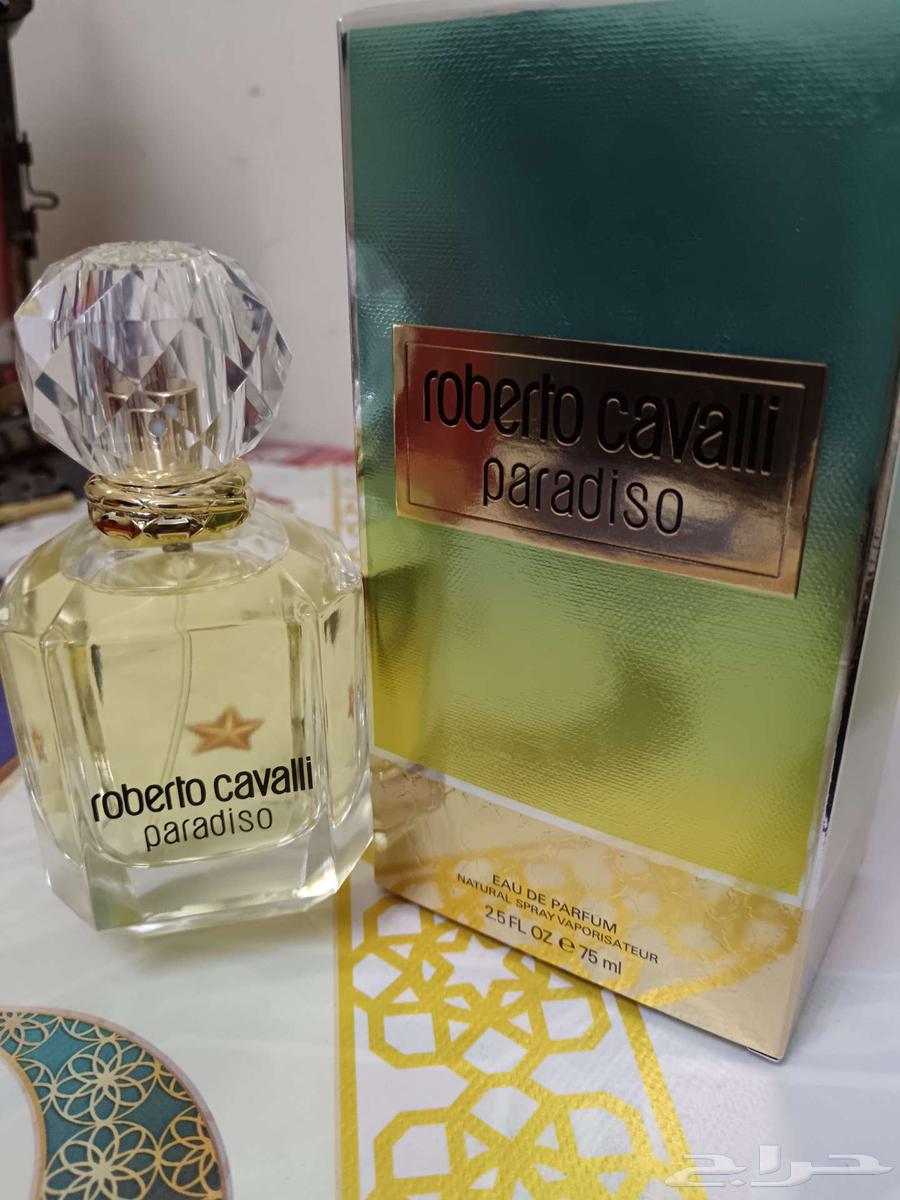 roberto cavalli
paradiso
roberto cavalli
paradiso
EAU DE PARFUM
NATURAL SPRAY VAPORISATEUR
2.5 FL OZ e 75 ml
حراج